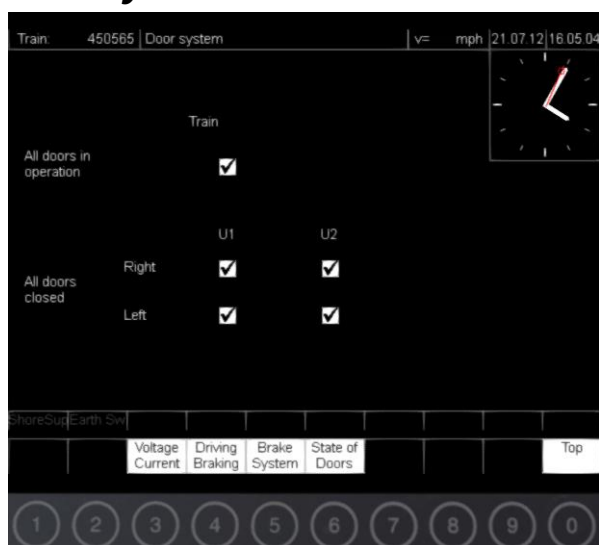 Train: 450565 Door system v= mph 21.07.12 16.05.04
Train
All doors in
operation
U1 U2
Right
All doors
closed
Left
ShoreSup Earth Sw
Voltage Driving Brake State of Top
Current Braking System Doors
1 2 3 4 5 6 7 8 9 0